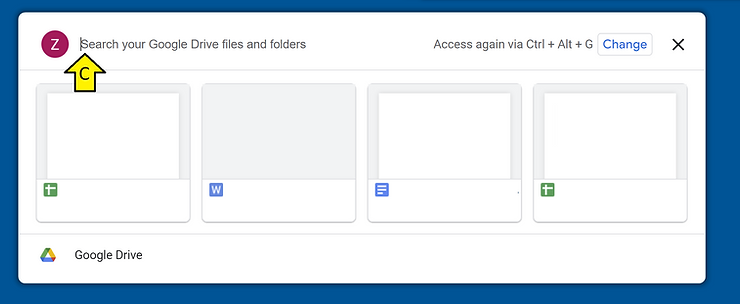 Z Search your Google Drive files and folders Access again via Ctrl + Alt + G Change
C
W
Google Drive